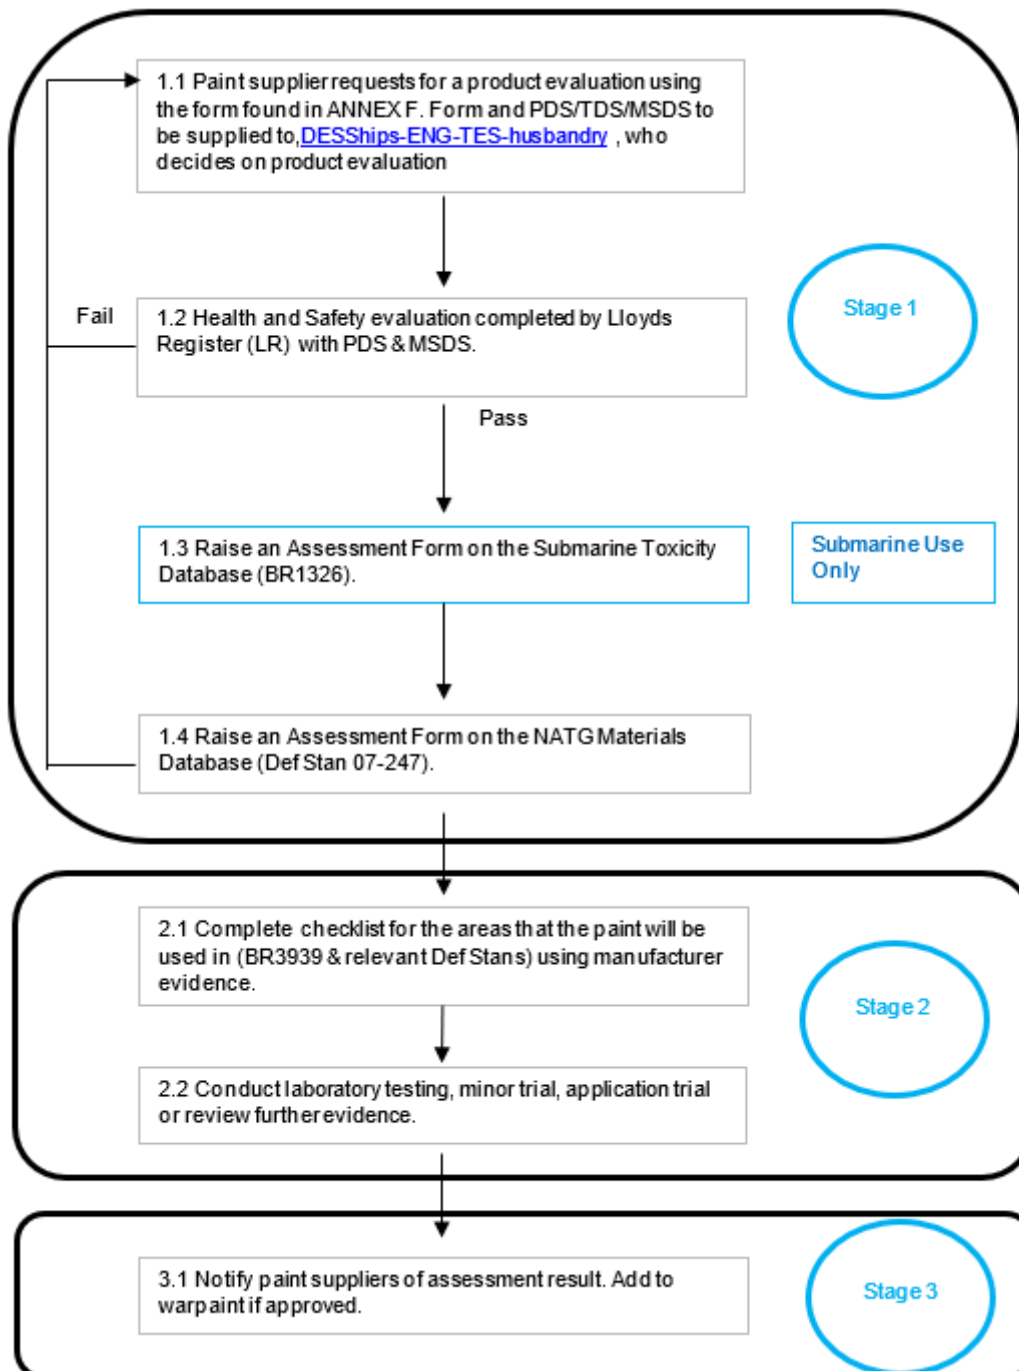 1.1 Paint supplier requests for a product evaluation using
the form found in ANNEX F. Form and PDS/TDS/MSDS to
be supplied to,DESShips-ENG-TES-husbandry , who
decides on product evaluation
Stage 1
Fail
1.2 Health and Safety evaluation completed by Lloyds
Register (LR) with PDS & MSDS.
Pass
1.3 Raise an Assessment Form on the Submarine Toxicity
Database (BR1326).
Submarine Use
Only
1.4 Raise an Assessment Form on the NATG Materials
Database (Def Stan 07-247).
2.1 Complete checklist for the areas that the paint will be
used in (BR3939 & relevant Def Stans) using manufacturer
evidence.
Stage 2
2.2 Conduct laboratory testing, minor trial, application trial
or review further evidence.
3.1 Notify paint suppliers of assessment result. Add to
warpaint if approved.
Stage 3